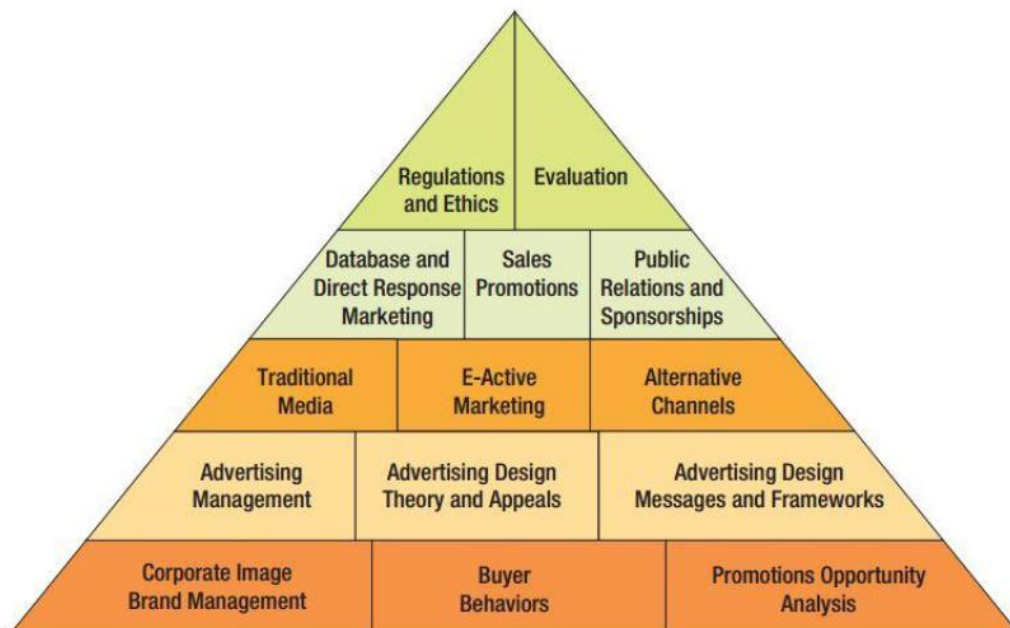 Regulations
and Ethics
Evaluation
Database and
Direct Response
Marketing
Sales
Promotions
Public
Relations and
Sponsorships
Traditional
Media
E-Active
Marketing
Alternative
Channels
Advertising
Management
Advertising Design
Theory and Appeals
Advertising Design
Messages and Frameworks
Corporate Image
Brand Management
Buyer
Behaviors
Promotions Opportunity
Analysis